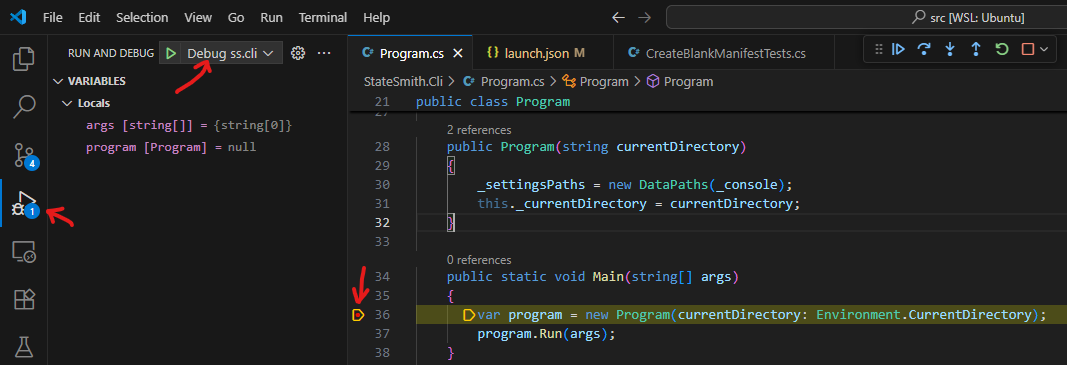 File Edit Selection View Go Run Terminal Help
src [WSL: Ubuntu]
RUN AND DEBUG Debug ss.cli
VARIABLES
Locals
args [string[]] = {string[0]}
program [Program] = null
4
1
Program.cs
launch.json M
CreateBlankManifestTests.cs
StateSmith.Cli > Program.cs > Program > Program
21 public class Program
27
2 references
28 public Program(string currentDirectory)
29 {
30 _settingsPaths = new DataPaths(_console);
31 this._currentDirectory = currentDirectory;
32 }
33
0 references
34 public static void Main(string[] args)
35 {
36 var program = new Program(currentDirectory: Environment.CurrentDirectory);
37 program.Run(args);
38 }